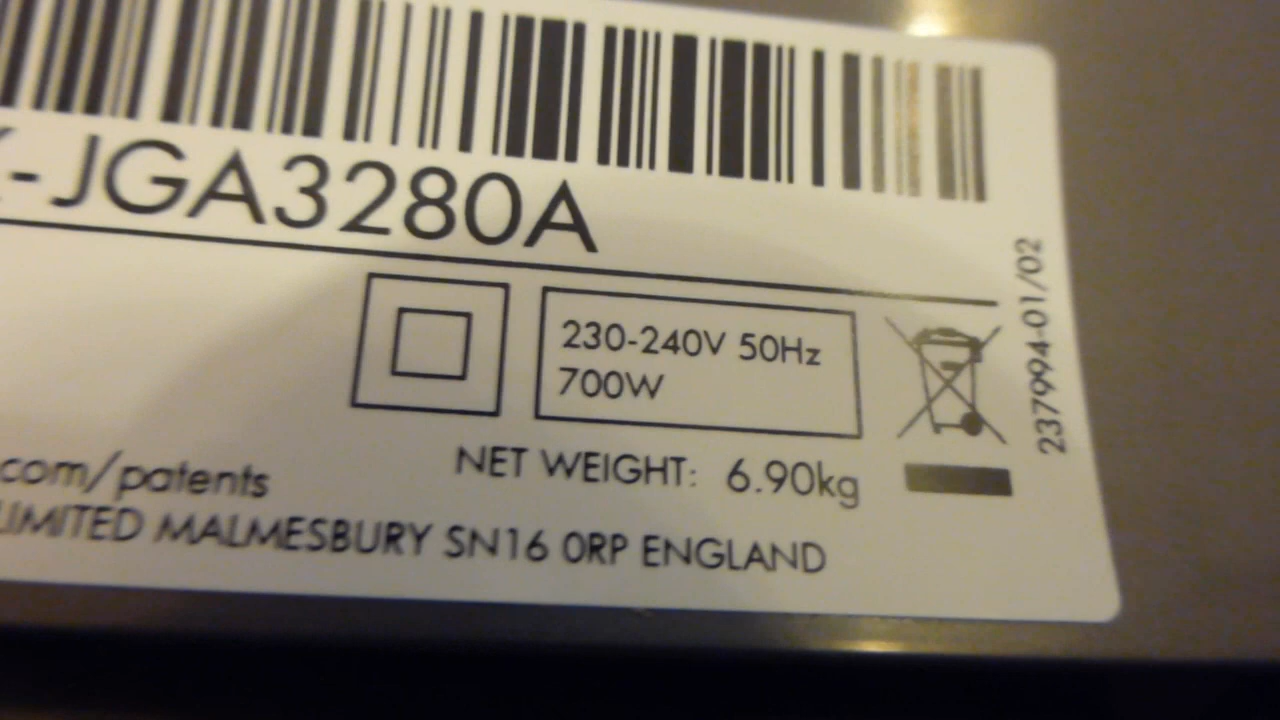 -JGA3280A
230-240V 50Hz
700W
NET WEIGHT: 6.90kg
.com/patents
LIMITED MALMESBURY SN16 0RP ENGLAND
237994-01/02